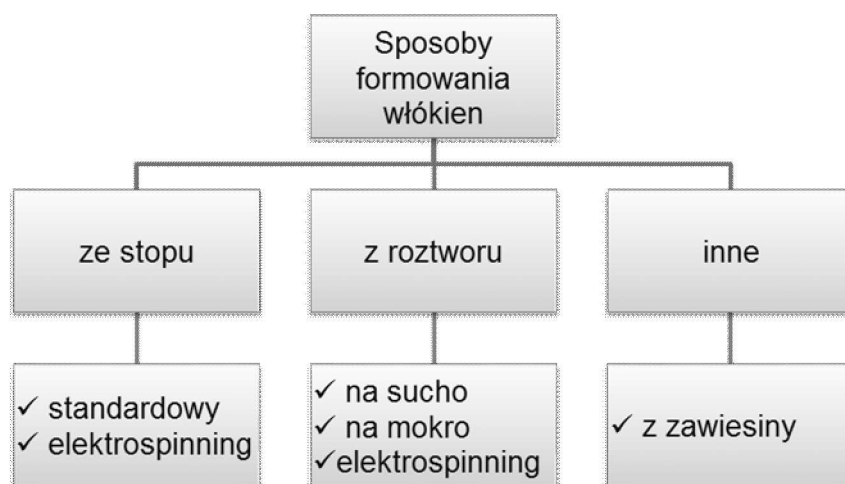 Sposoby
formowania
włókien
ze stopu
z roztworu
inne
✓ standardowy
✓ elektrospinning
✓ na sucho
✓ na mokro
✓elektrospinning
✓ z zawiesiny